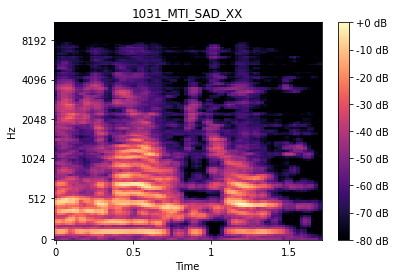 1031_MTI_SAD_XX
+0 dB
8192
-10 dB
4096
-20 dB
-30 dB
2048
Hz
-40 dB
1024
-50 dB
512
-60 dB
-70 dB
0
-80 dB
0 0.5 1 1.5
Time